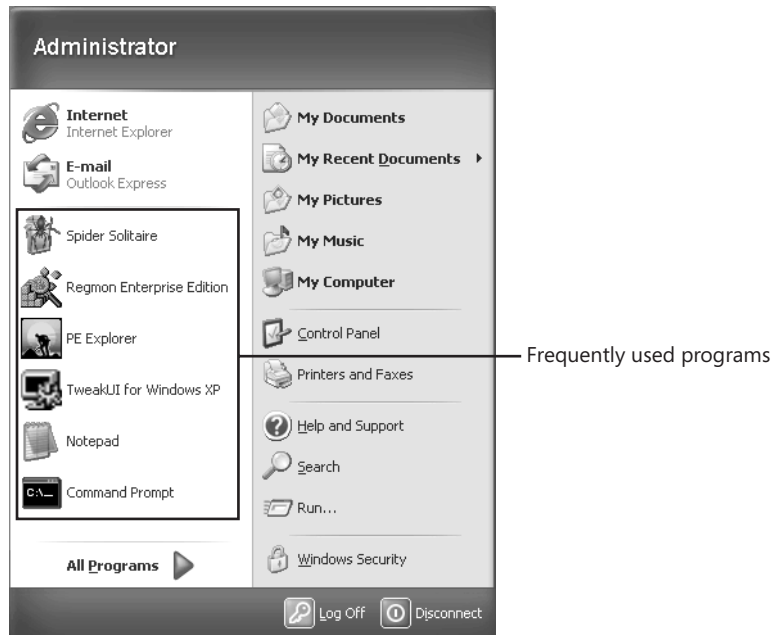 Administrator
Internet
Internet Explorer
E-mail
Outlook Express
Spider Solitaire
Regmon Enterprise Edition
PE Explorer
TweakUI for Windows XP
Notepad
C:\_
Command Prompt
All Programs
My Documents
My Recent Documents
My Pictures
My Music
My Computer
Control Panel
Printers and Faxes
Help and Support
Search
Run...
Windows Security
Log Off
Disconnect
Frequently used programs